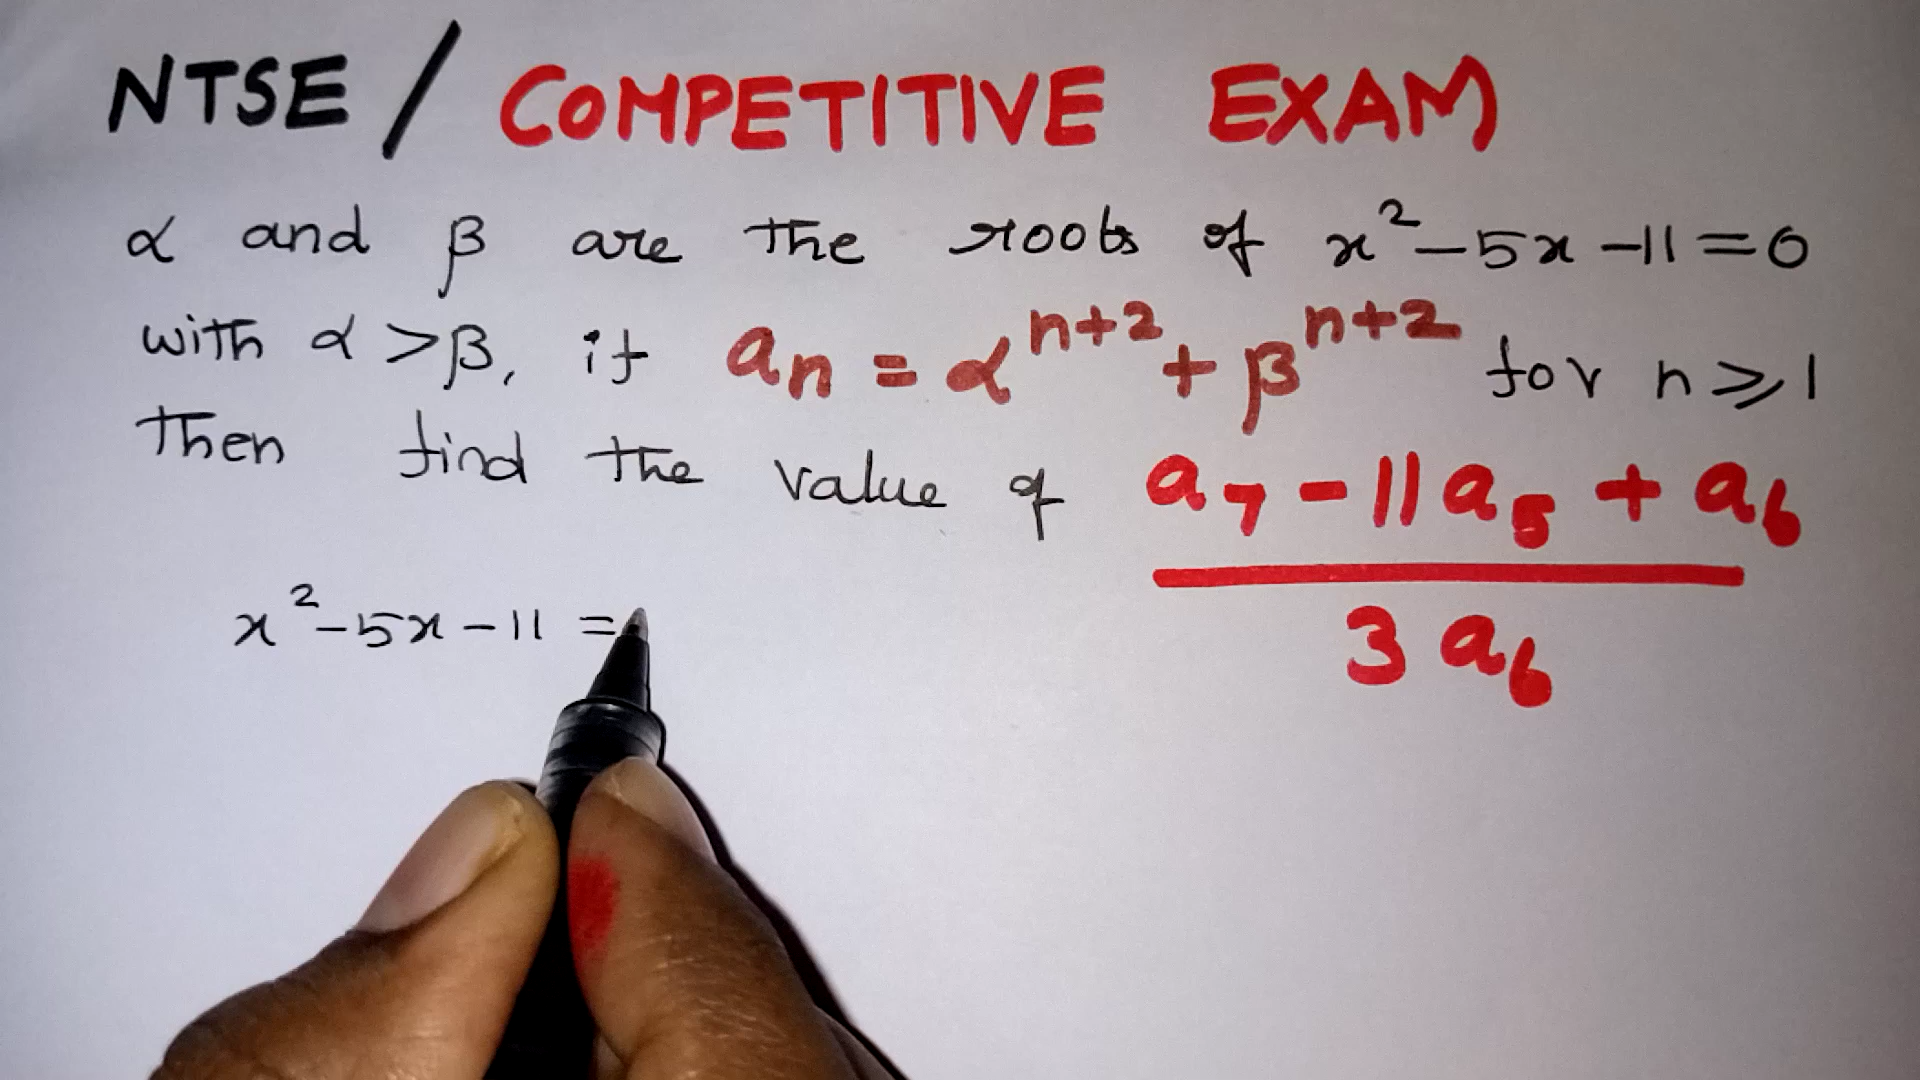 NTSE / COMPETITIVE EXAM
α and β are the roots of x² - 5x - 11 = 0
with α > β, if aₙ = αⁿ⁺² + βⁿ⁺² for n ⩾ 1
Then find the value of (a₇ - 11a₅ + a₆) / (3a₆)
x² - 5x - 11 =